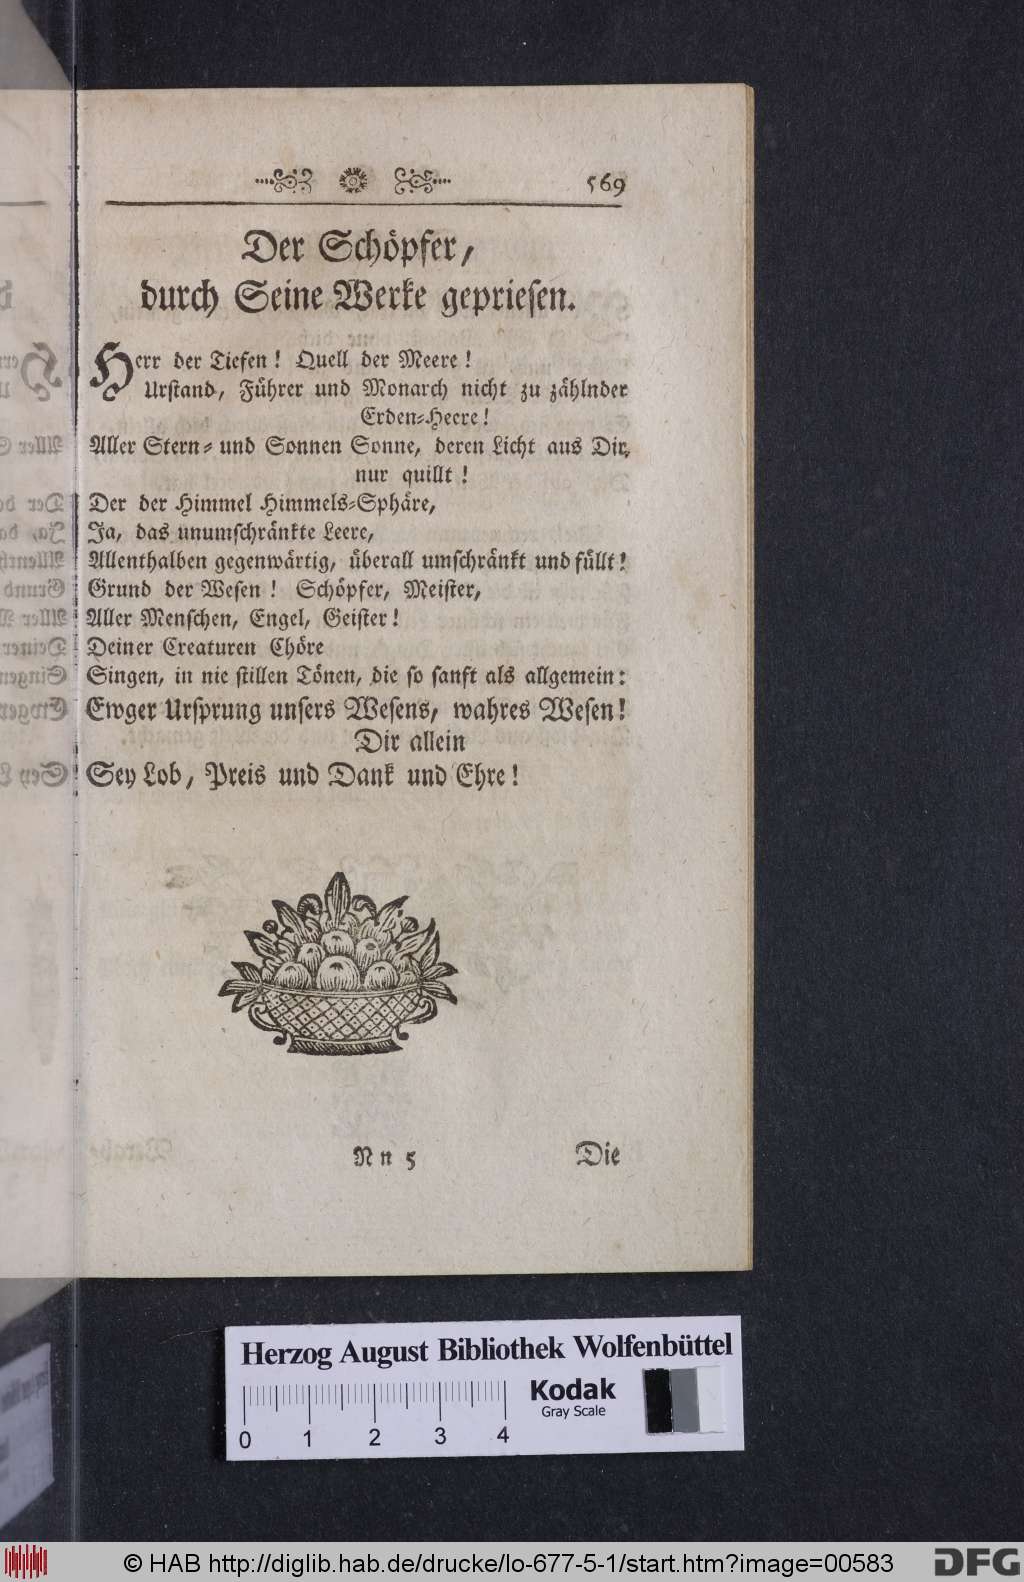 569
Der Schöpfer,
durch Seine Werke gepriesen.
Herr der Tiefen! Quell der Meere!
Urstand, Führer und Monarch nicht zu zählnder
Erden-Heere!
Aller Stern- und Sonnen Sonne, deren Licht aus Dir,
nur quillt!
Der der Himmel Himmels-Sphäre,
Ja, das unumschränkte Leere,
Allenthalben gegenwärtig, überall umschränkt und füllt!
Grund der Wesen! Schöpfer, Meister,
Aller Menschen, Engel, Geister!
Deiner Creaturen Chöre
Singen, in nie stillen Tönen, die so sanft als allgemein:
Ewger Ursprung unsers Wesens, wahres Wesen!
Dir allein
Sey Lob, Preis und Dank und Ehre!
Nn 5
Die
Herzog August Bibliothek Wolfenbüttel
Kodak
Gray Scale
0 1 2 3 4
© HAB http://diglib.hab.de/drucke/lo-677-5-1/start.htm?image=00583
DFG